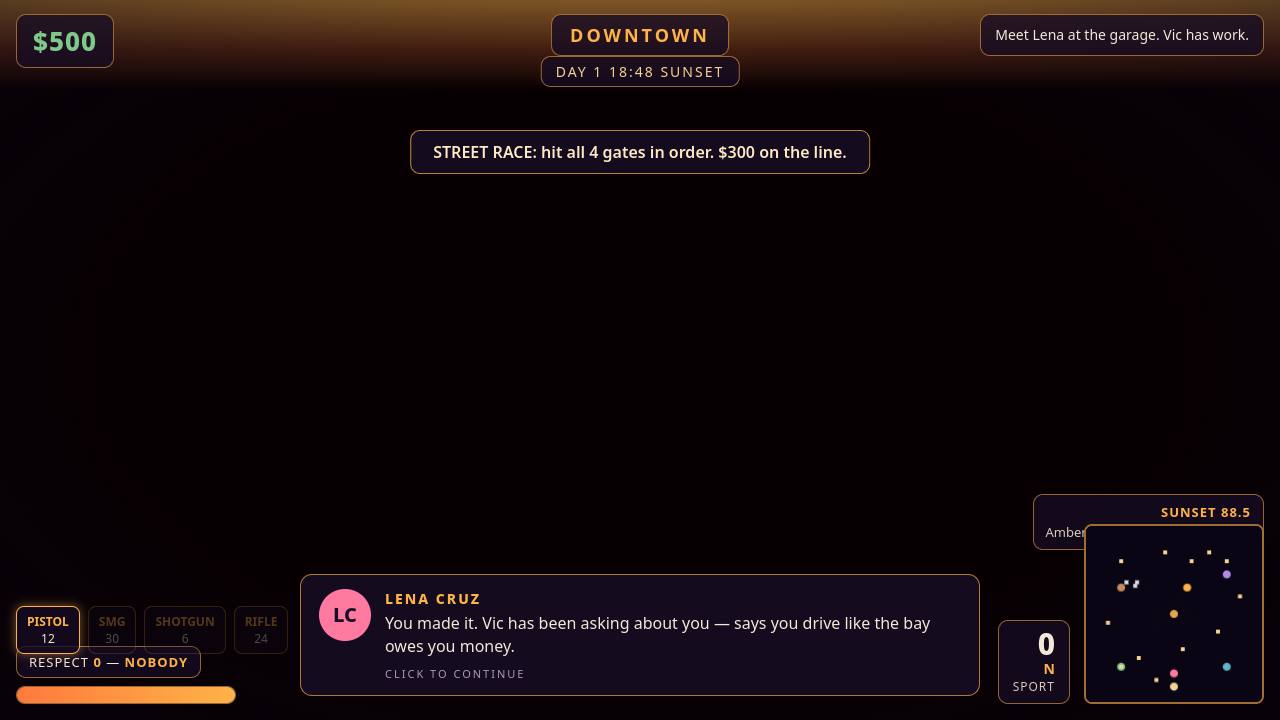 $500
DOWNTOWN
DAY 1 18:48 SUNSET
Meet Lena at the garage. Vic has work.
STREET RACE: hit all 4 gates in order. $300 on the line.
SUNSET 88.5
Amber
LC
LENA CRUZ
You made it. Vic has been asking about you — says you drive like the bay
owes you money.
CLICK TO CONTINUE
PISTOL
12
SMG
30
SHOTGUN
6
RIFLE
24
RESPECT 0 — NOBODY
0
N
SPORT